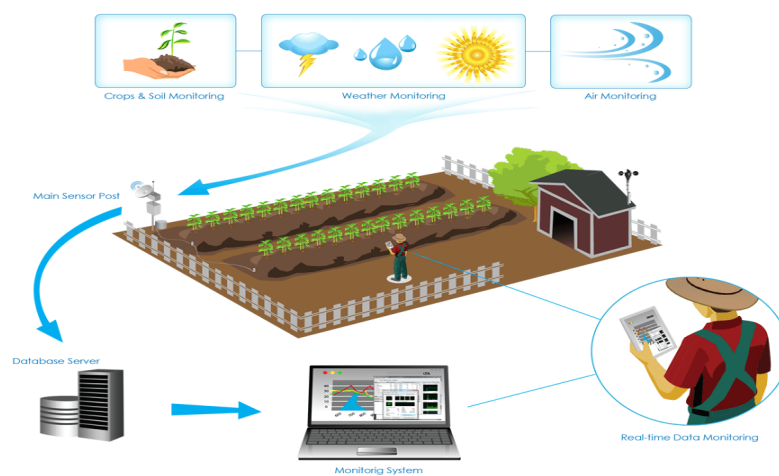 Crops & Soil Monitoring
Weather Monitoring
Air Monitoring
Main Sensor Post
Database Server
Real-time Data Monitoring
Monitorig System